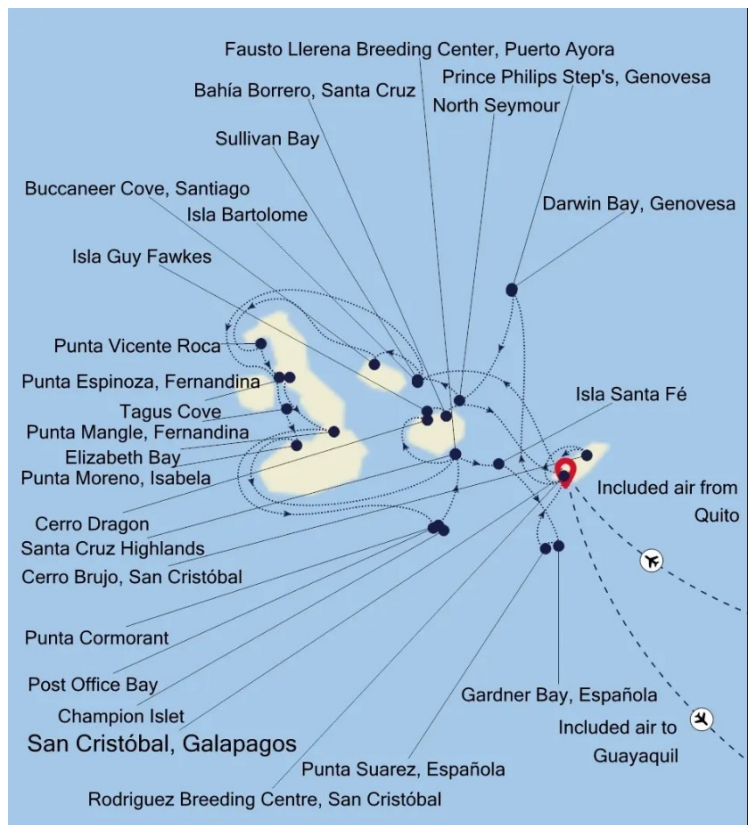 Fausto Llerena Breeding Center, Puerto Ayora
Prince Philips Step's, Genovesa
Bahía Borrero, Santa Cruz
North Seymour
Sullivan Bay
Buccaneer Cove, Santiago
Darwin Bay, Genovesa
Isla Bartolome
Isla Guy Fawkes
Punta Vicente Roca
Punta Espinoza, Fernandina
Isla Santa Fé
Tagus Cove
Punta Mangle, Fernandina
Elizabeth Bay
Punta Moreno, Isabela
Included air from
Quito
Cerro Dragon
Santa Cruz Highlands
Cerro Brujo, San Cristóbal
Punta Cormorant
Post Office Bay
Gardner Bay, Española
Champion Islet
Included air to
Guayaquil
San Cristóbal, Galapagos
Punta Suarez, Española
Rodriguez Breeding Centre, San Cristóbal